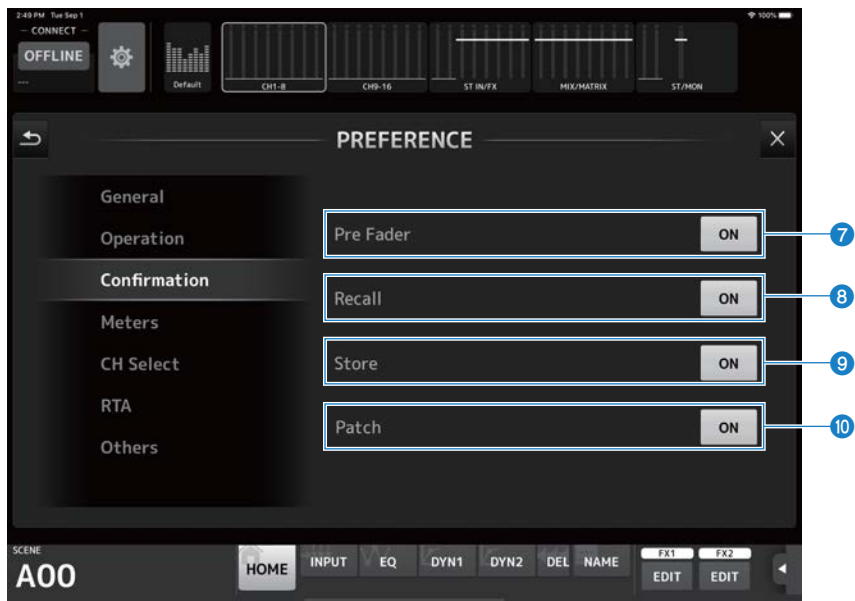 2:49 PM Tue Sep 1
100%
CONNECT
OFFLINE
---
Default
CH1-8
CH9-16
ST IN/FX
MIX/MATRIX
ST/MON
PREFERENCE
General
Operation
Confirmation
Meters
CH Select
RTA
Others
Pre Fader ON 7
Recall ON 8
Store ON 9
Patch ON 10
SCENE
A00
HOME
INPUT
EQ
DYN1
DYN2
DEL
NAME
FX1
EDIT
FX2
EDIT